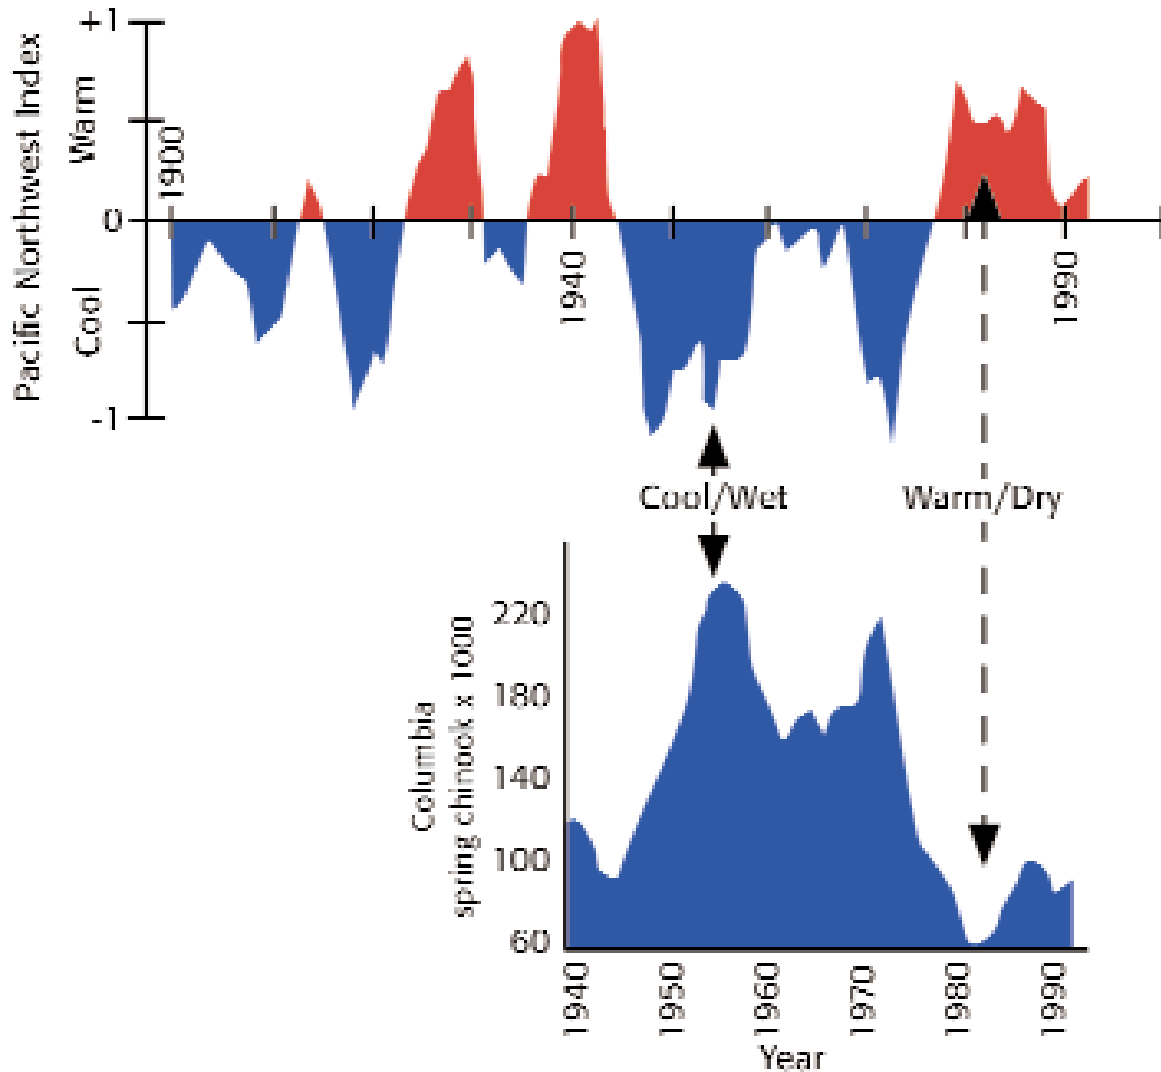 Pacific Northwest Index
Cool Warm
+1
0
-1
1900
1940
1990
Cool/Wet
Warm/Dry
Columbia
spring chinook x 1000
220
180
140
100
60
1940
1950
1960
1970
1980
1990
Year